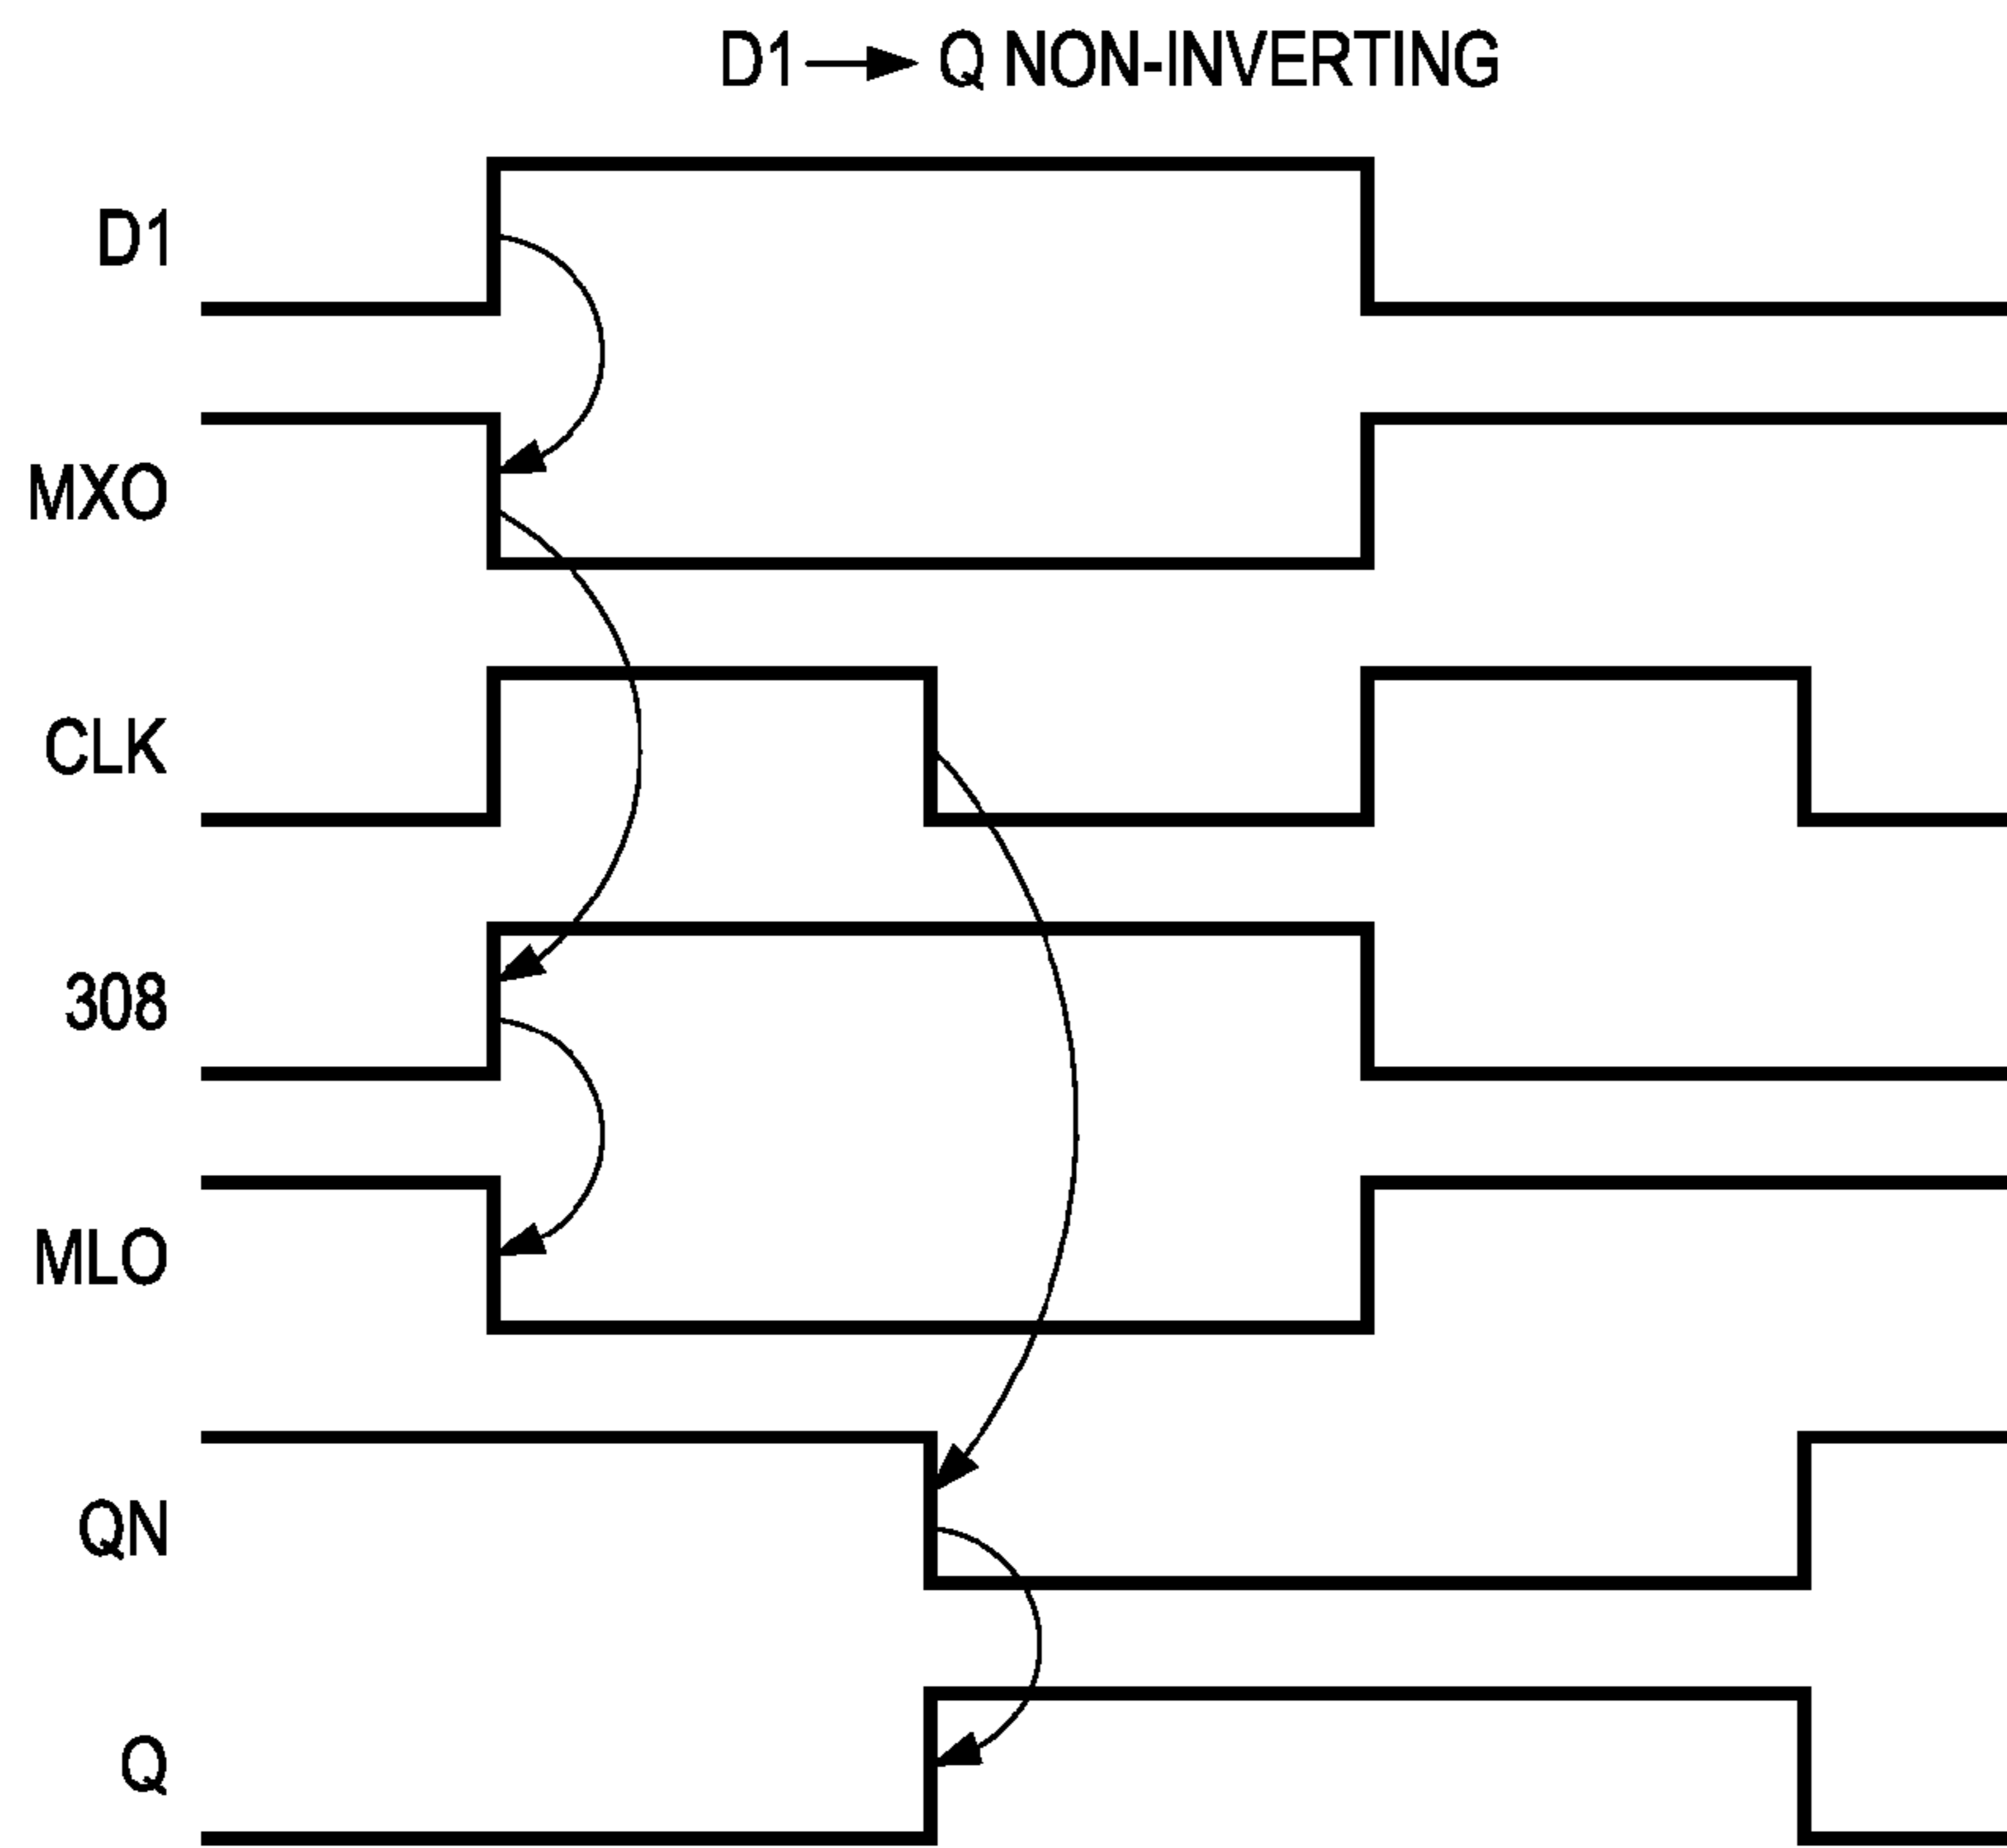 D1 → Q NON-INVERTING
D1
MXO
CLK
308
MLO
QN
Q